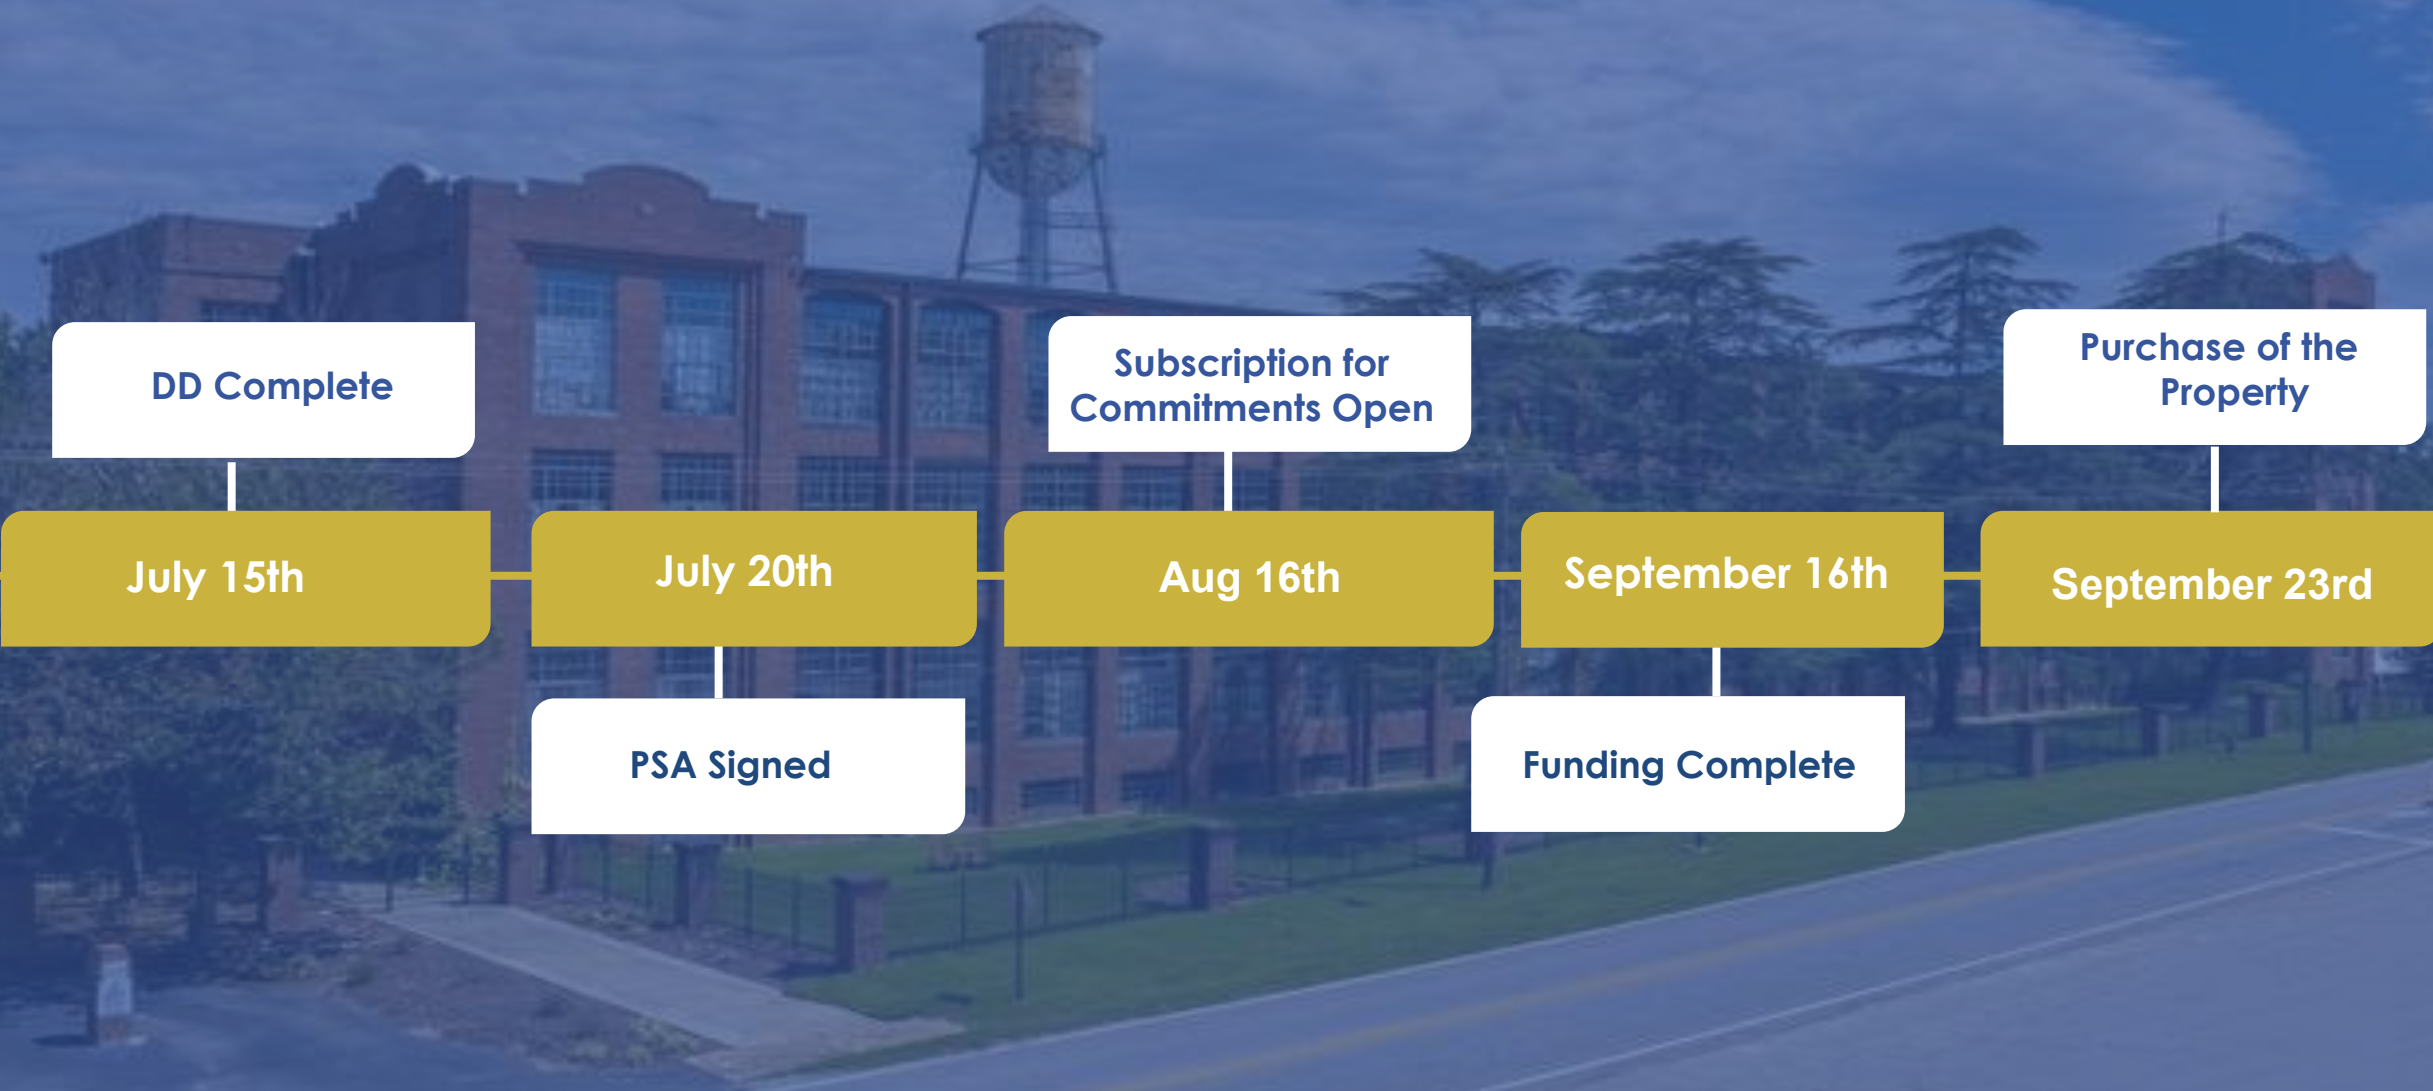 DD Complete
Subscription for
Commitments Open
Purchase of the
Property
July 15th
July 20th
Aug 16th
September 16th
September 23rd
PSA Signed
Funding Complete